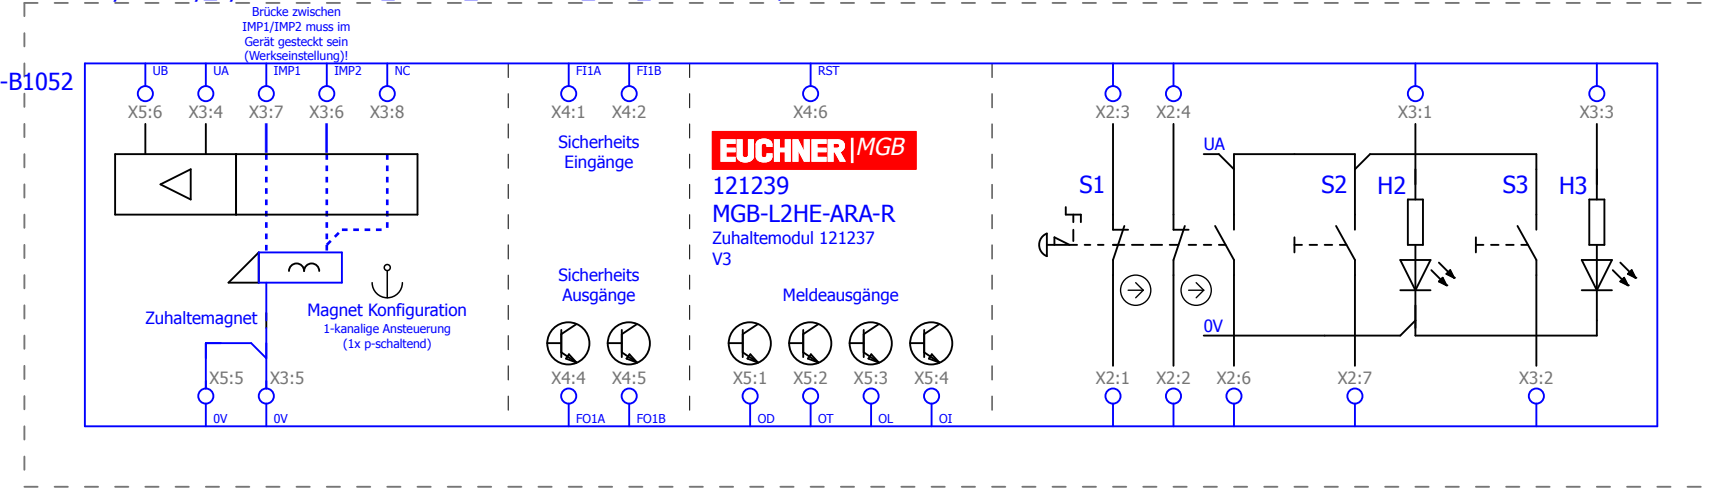 Brücke zwischen
IMP1/IMP2 muss im
Gerät gesteckt sein
(Werkseinstellung)!
-B1052
UB UA IMP1 IMP2 NC FI1A FI1B RST
X5:6 X3:4 X3:7 X3:6 X3:8 X4:1 X4:2 X4:6 X2:3 X2:4 X3:1 X3:3
Sicherheits
Eingänge
EUCHNER MGB
UA
121239
S1 S2 H2 S3 H3
MGB-L2HE-ARA-R
Zuhaltemodul 121237
V3
Sicherheits
Ausgänge
Meldeausgänge
Zuhaltemagnet
Magnet Konfiguration
1-kanalige Ansteuerung
(1x p-schaltend)
0V
X5:5 X3:5 X4:4 X4:5 X5:1 X5:2 X5:3 X5:4 X2:1 X2:2 X2:6 X2:7 X3:2
0V 0V FO1A FO1B OD OT OL OI